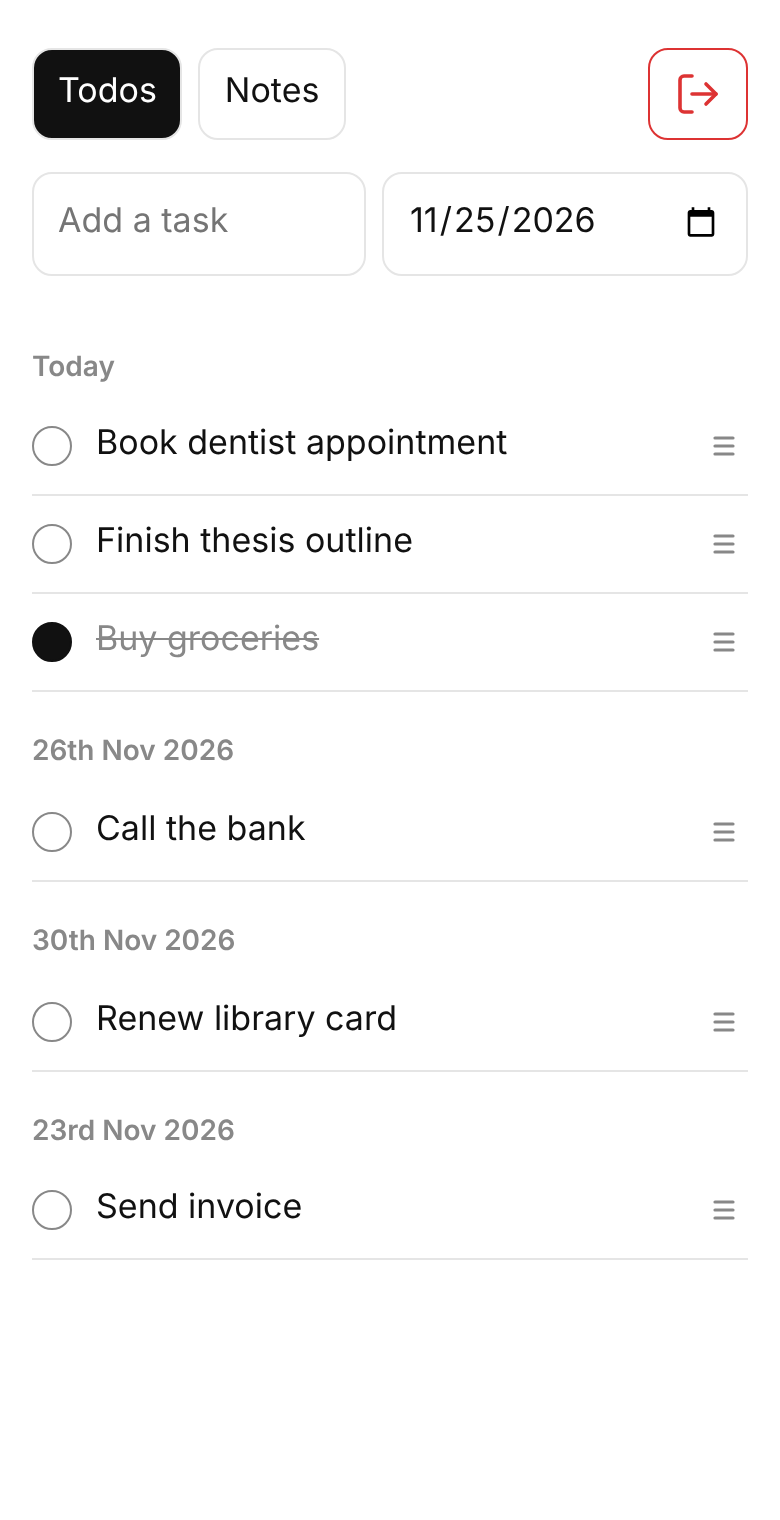 Todos Notes
Add a task 11/25/2026
Today
Book dentist appointment
Finish thesis outline
Buy groceries
26th Nov 2026
Call the bank
30th Nov 2026
Renew library card
23rd Nov 2026
Send invoice